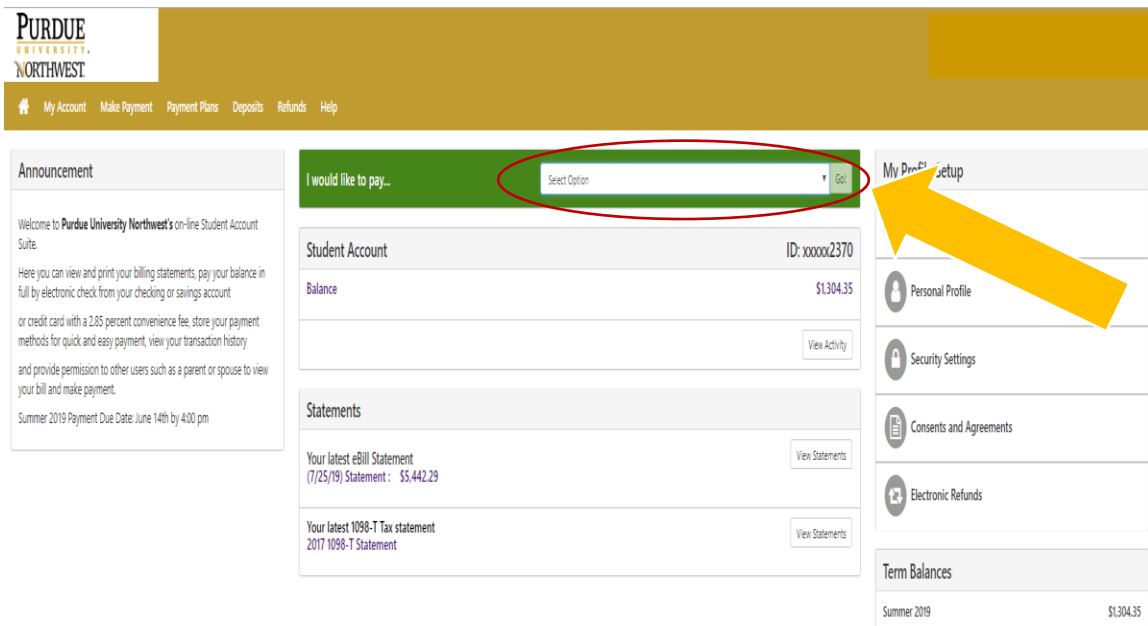 PURDUE
UNIVERSITY.
NORTHWEST.
My Account Make Payment Payment Plans Deposits Refunds Help
Announcement
Welcome to Purdue University Northwest's on-line Student Account
Suite.
Here you can view and print your billing statements, pay your balance in
full by electronic check from your checking or savings account
or credit card with a 2.85 percent convenience fee, store your payment
methods for quick and easy payment, view your transaction history
and provide permission to other users such as a parent or spouse to view
your bill and make payment.
Summer 2019 Payment Due Date: June 14th by 4:00 pm
I would like to pay... Select Option Go!
Student Account ID: xxxxx2370
Balance $1,304.35
View Activity
Statements
Your latest eBill Statement
(7/25/19) Statement : $5,442.29
View Statements
Your latest 1098-T Tax statement
2017 1098-T Statement
View Statements
My Profile Setup
Personal Profile
Security Settings
Consents and Agreements
Electronic Refunds
Term Balances
Summer 2019 $1,304.35